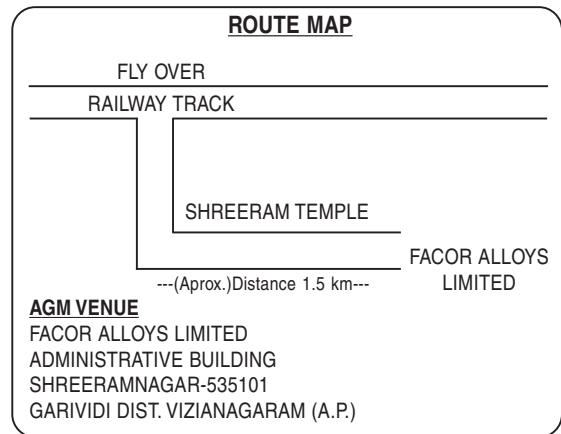 ROUTE MAP
FLY OVER
RAILWAY TRACK
SHREERAM TEMPLE
FACOR ALLOYS
LIMITED
---(Aprox.)Distance 1.5 km---
AGM VENUE
FACOR ALLOYS LIMITED
ADMINISTRATIVE BUILDING
SHREERAMNAGAR-535101
GARIVIDI DIST. VIZIANAGARAM (A.P.)